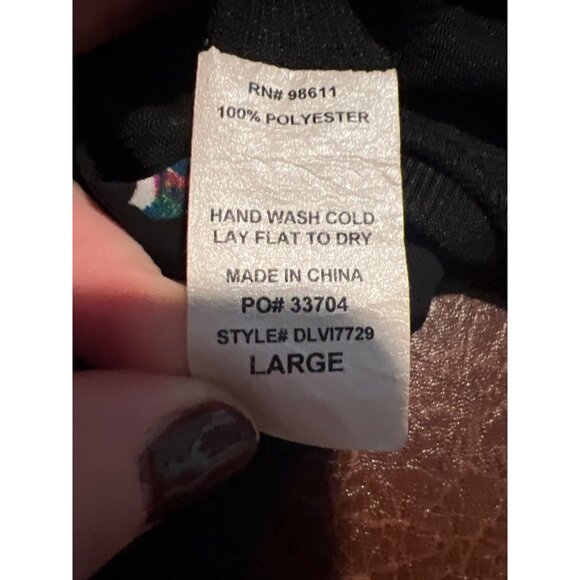 RN# 98611
100% POLYESTER
HAND WASH COLD
LAY FLAT TO DRY
MADE IN CHINA
PO# 33704
STYLE# DLVI7729
LARGE